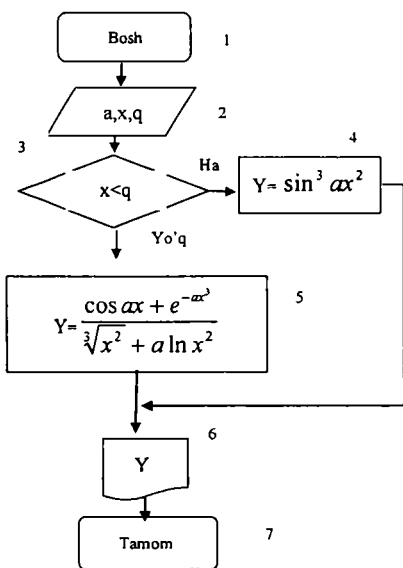 Bosh 1
a,x,q 2
3
x<q
Ha
4
Y= sin³ ax²
Yo'q
5
Y= (cos ax + e^(-ax³)) / (∛x² + a ln x²)
6
Y
Tamom 7